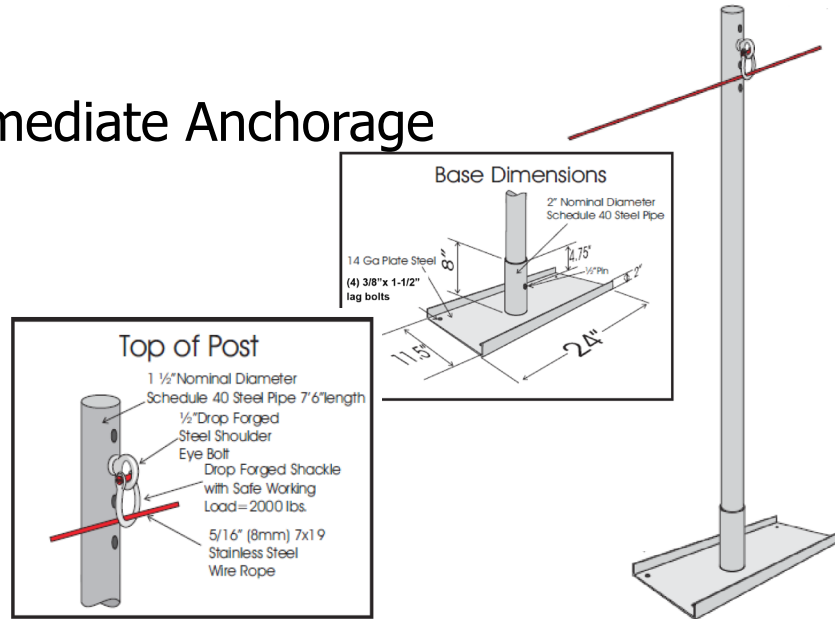 mediate Anchorage
Base Dimensions
2" Nominal Diameter
Schedule 40 Steel Pipe
14 Ga Plate Steel
(4) 3/8"x 1-1/2"
lag bolts
8"
4.75"
½"Pin
2"
11.5"
24"
Top of Post
1 ½"Nominal Diameter
Schedule 40 Steel Pipe 7'6"length
½"Drop Forged
Steel Shoulder
Eye Bolt
Drop Forged Shackle
with Safe Working
Load=2000 lbs.
5/16" (8mm) 7x19
Stainless Steel
Wire Rope